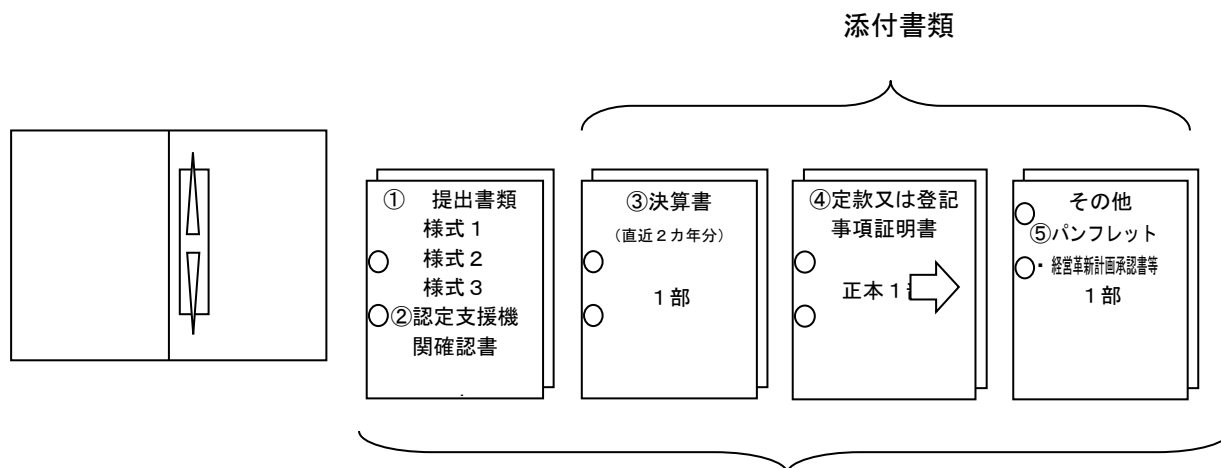 添付書類
① 提出書類
様式１
様式２
様式３
②認定支援機
関確認書
③決算書
（直近２カ年分）
１部
④定款又は登記
事項証明書
正本１
その他
⑤パンフレット
・経営革新計画承認書等
１部